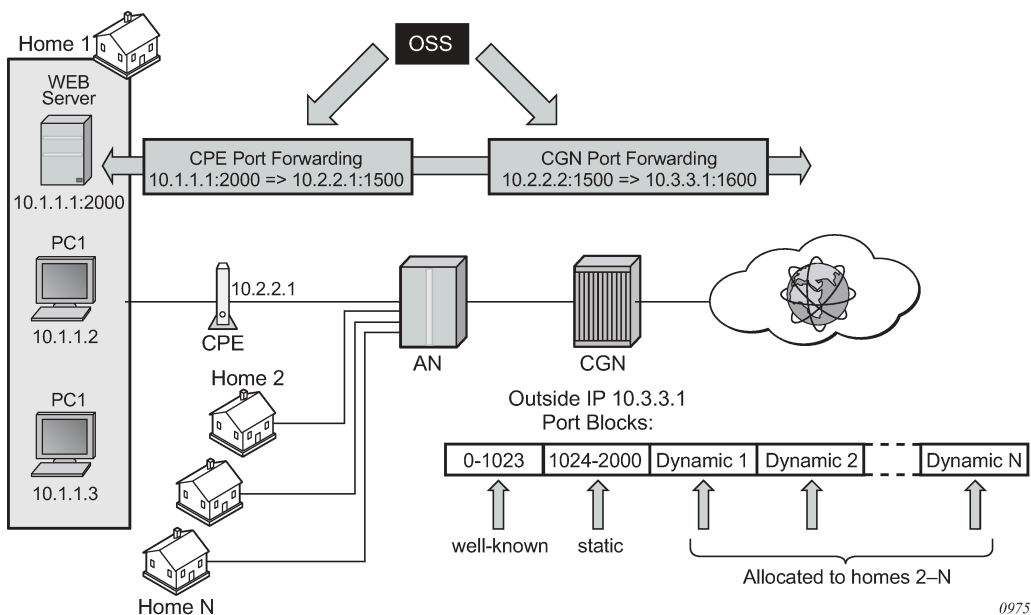 Home 1
OSS
WEB
Server
10.1.1.1:2000
CPE Port Forwarding
10.1.1.1:2000 => 10.2.2.1:1500
CGN Port Forwarding
10.2.2.2:1500 => 10.3.3.1:1600
PC1
10.1.1.2
10.2.2.1
CPE
AN
CGN
PC1
10.1.1.3
Home 2
Home N
Outside IP 10.3.3.1
Port Blocks:
0-1023
1024-2000
Dynamic 1
Dynamic 2
Dynamic N
well-known
static
Allocated to homes 2–N
0975